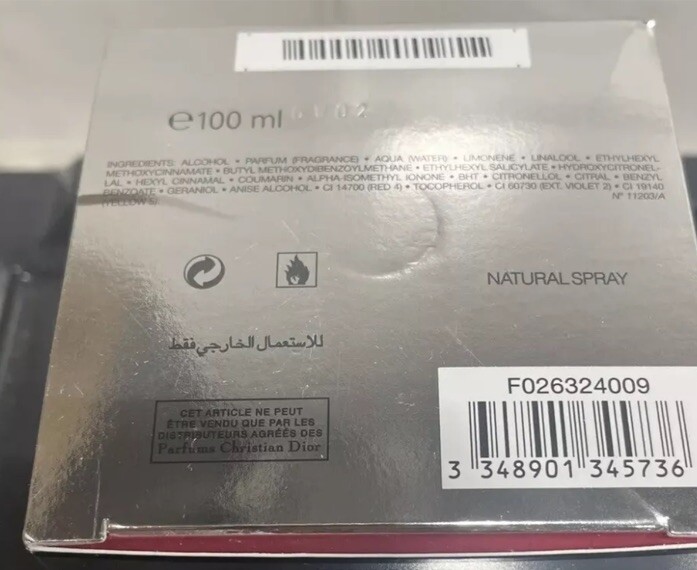 ℮100 ml
INGREDIENTS: ALCOHOL • PARFUM (FRAGRANCE) • AQUA (WATER) • LIMONENE • LINALOOL • ETHYLHEXYL
METHOXYCINNAMATE • BUTYL METHOXYDIBENZOYLMETHANE • ETHYLHEXYL SALICYLATE • HYDROXYCITRONEL-
LAL • HEXYL CINNAMAL • COUMARIN • ALPHA-ISOMETHYL IONONE • BHT • CITRONELLOL • CITRAL • BENZYL
BENZOATE • GERANIOL • ANISE ALCOHOL • CI 14700 (RED 4) • TOCOPHEROL • CI 60730 (EXT. VIOLET 2) • CI 19140
(YELLOW 5)
N° 11203/A
NATURAL SPRAY
للاستعمال الخارجي فقط
CET ARTICLE NE PEUT
ÊTRE VENDU QUE PAR LES
DISTRIBUTEURS AGRÉÉS DES
Parfums Christian Dior
F026324009
3 348901 345736